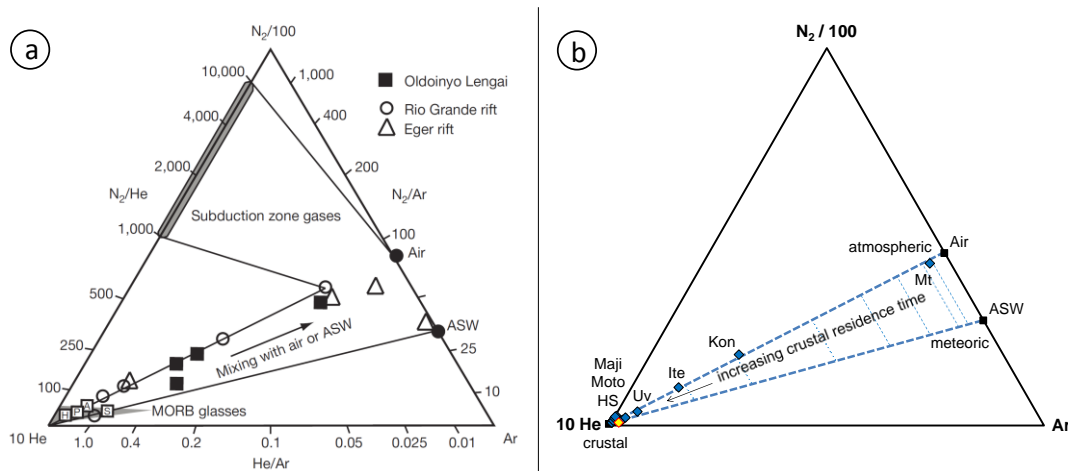 a
N₂/100
10,000
1,000
Oldoinyo Lengai
4,000
400
Rio Grande rift
Eger rift
2,000
200
N₂/He
N₂/Ar
Subduction zone gases
1,000
100
Air
500
Mixing with air or ASW
ASW
250
25
100
10
H P A S
MORB glasses
10 He
1.0
0.4
0.2
0.1
0.05
0.025
0.01
Ar
He/Ar
b
N₂ / 100
atmospheric
Air
Mt
ASW
meteoric
increasing crustal residence time
Kon
Maji
Moto
Ite
HS
Uv
10 He
crustal
Ar